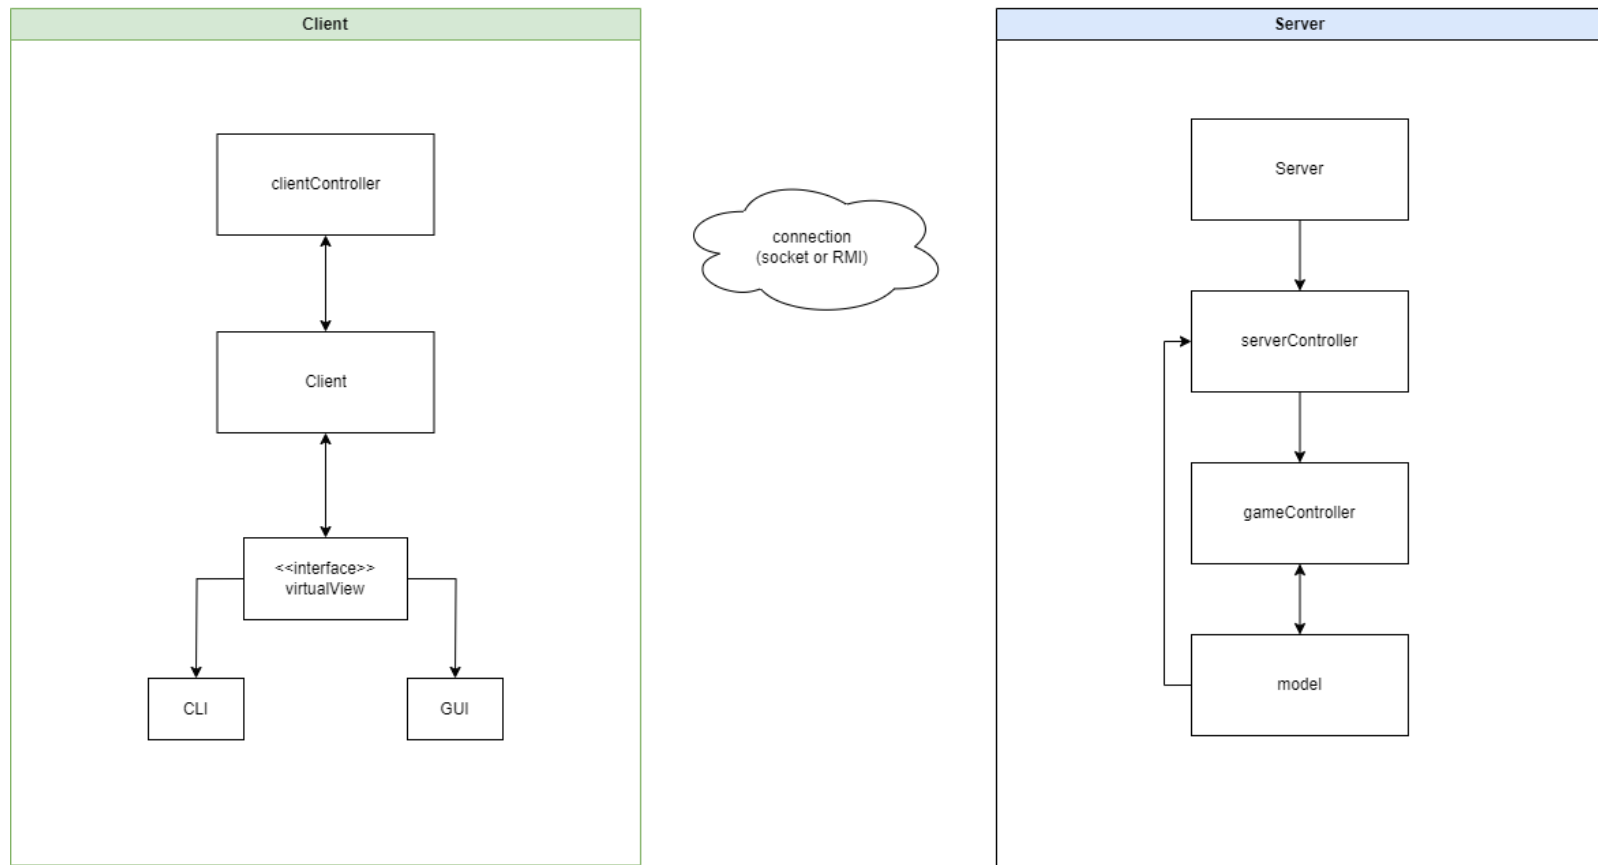 Client
clientController
Client
<<interface>>
virtualView
CLI
GUI
connection
(socket or RMI)
Server
Server
serverController
gameController
model